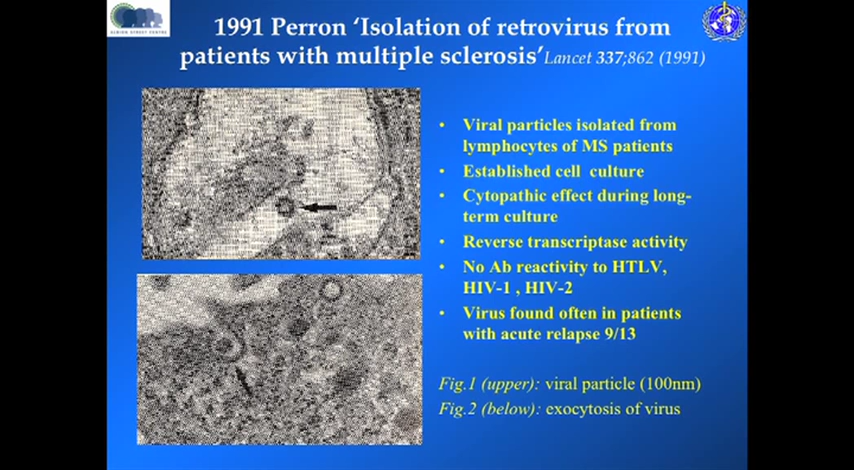 ALBION STREET CENTRE
1991 Perron ‘Isolation of retrovirus from
patients with multiple sclerosis’ Lancet 337;862 (1991)
• Viral particles isolated from
lymphocytes of MS patients
• Established cell culture
• Cytopathic effect during long-
term culture
• Reverse transcriptase activity
• No Ab reactivity to HTLV,
HIV-1 , HIV-2
• Virus found often in patients
with acute relapse 9/13
Fig.1 (upper): viral particle (100nm)
Fig.2 (below): exocytosis of virus